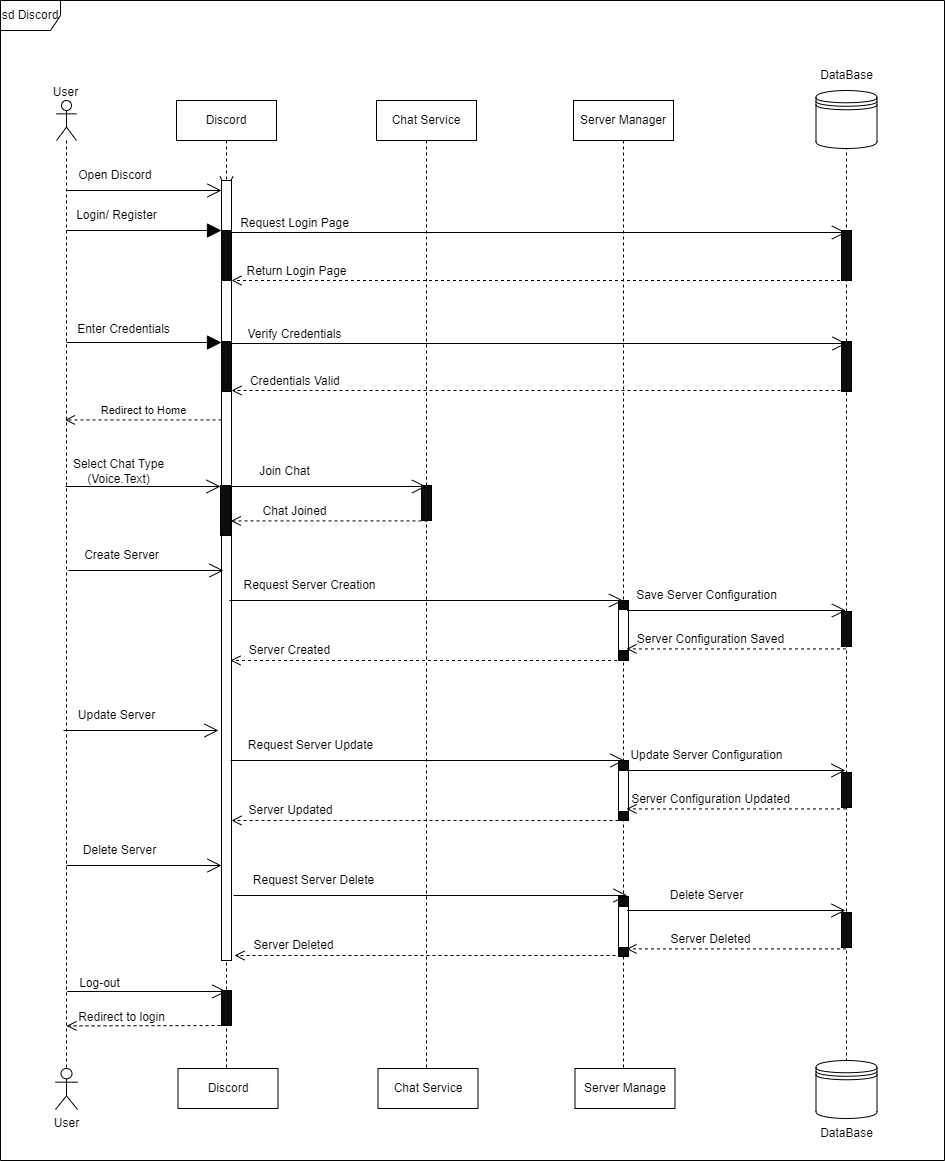 sd Discord
DataBase
User
Discord
Chat Service
Server Manager
Open Discord
Login/ Register
Request Login Page
Return Login Page
Enter Credentials
Verify Credentials
Credentials Valid
Redirect to Home
Select Chat Type
(Voice.Text)
Join Chat
Chat Joined
Create Server
Request Server Creation
Save Server Configuration
Server Configuration Saved
Server Created
Update Server
Request Server Update
Update Server Configuration
Server Configuration Updated
Server Updated
Delete Server
Request Server Delete
Delete Server
Server Deleted
Server Deleted
Log-out
Redirect to login
Discord
Chat Service
Server Manage
User
DataBase